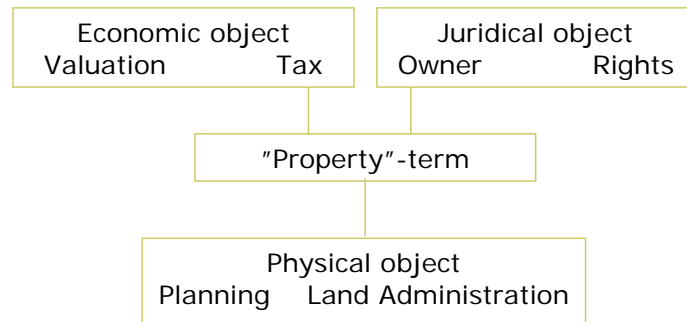 Economic object
Valuation Tax
Juridical object
Owner Rights
"Property"-term
Physical object
Planning Land Administration